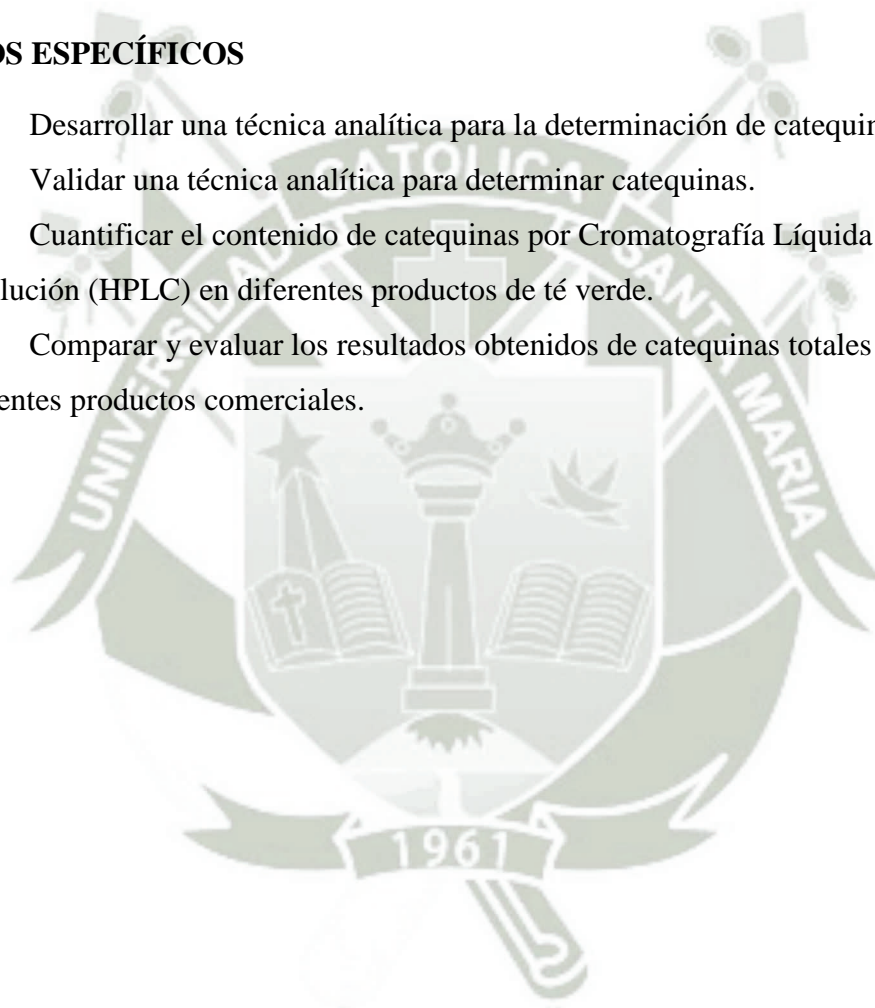 OS ESPECÍFICOS
Desarrollar una técnica analítica para la determinación de catequin
Validar una técnica analítica para determinar catequinas.
Cuantificar el contenido de catequinas por Cromatografía Líquida
lución (HPLC) en diferentes productos de té verde.
Comparar y evaluar los resultados obtenidos de catequinas totales
entes productos comerciales.
UNIVERSIDAD CATOLICA SANTA MARIA
1961